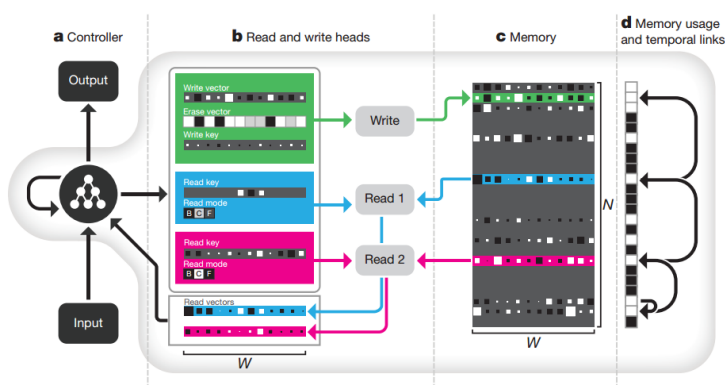 a Controller
b Read and write heads
c Memory
d Memory usage
and temporal links
Output
Input
Write vector
Erase vector
Write key
Read key
Read mode
B C F
Read key
Read mode
B C F
Read vectors
W
Write
Read 1
Read 2
N
W